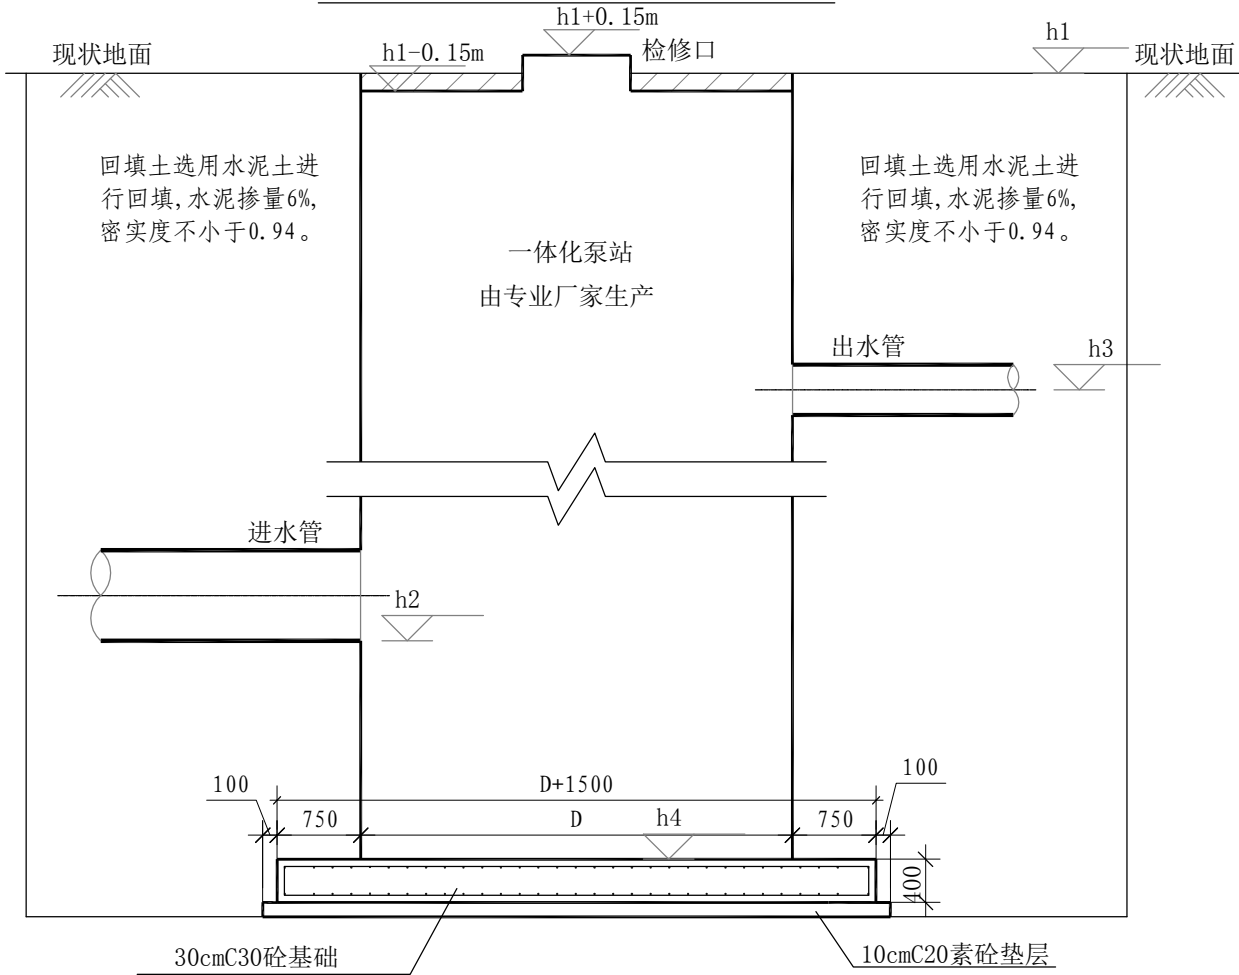 h1+0.15m
h1
现状地面
h1-0.15m
检修口
现状地面
回填土选用水泥土进
行回填,水泥掺量6%,
密实度不小于0.94。
回填土选用水泥土进
行回填,水泥掺量6%,
密实度不小于0.94。
一体化泵站
由专业厂家生产
出水管
h3
进水管
h2
100
D+1500
100
750
D
h4
750
400
30cmC30砼基础
10cmC20素砼垫层